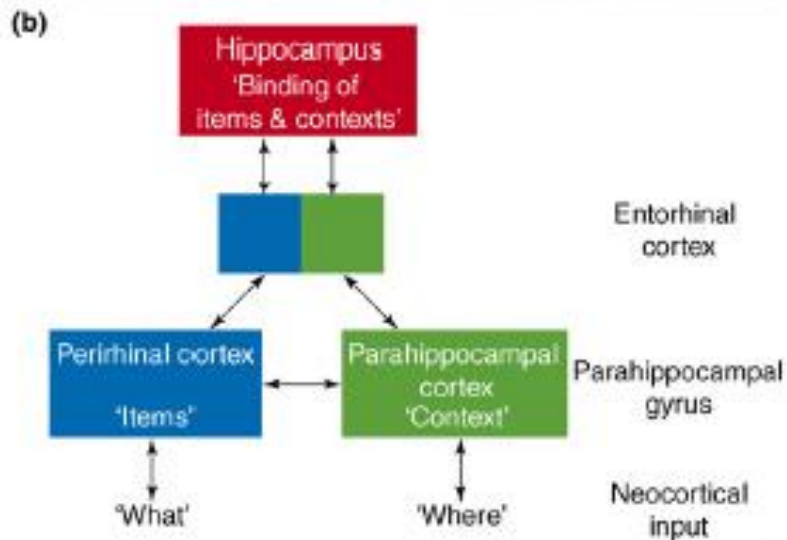 (b)
Hippocampus
'Binding of
items & contexts'
Entorhinal
cortex
Perirhinal cortex
'Items'
Parahippocampal
cortex
'Context'
Parahippocampal
gyrus
'What'
'Where'
Neocortical
input